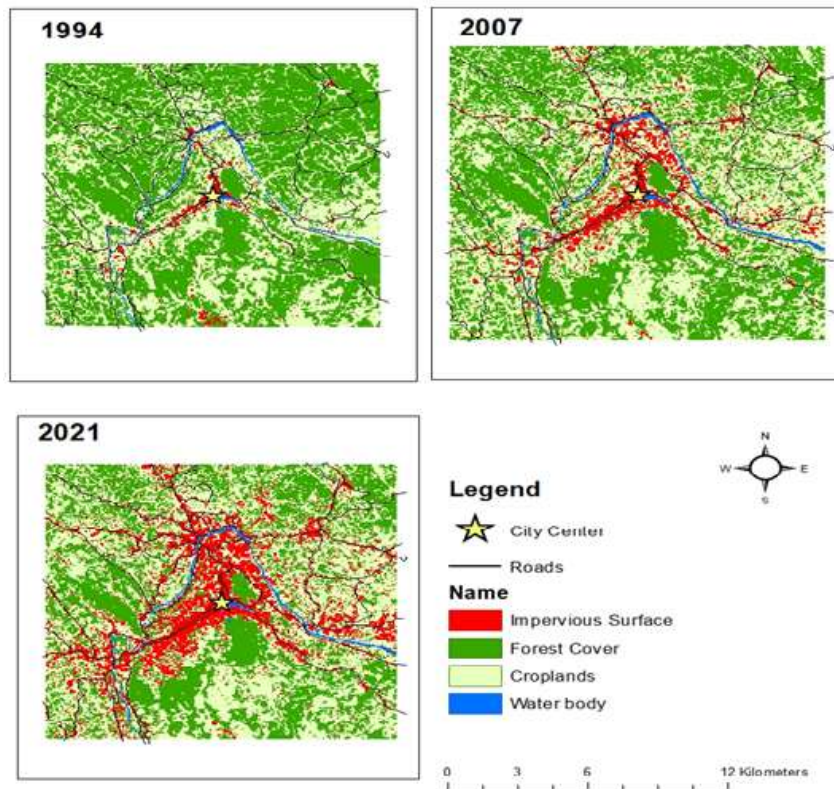 1994
2007
2021
N
W E
S
Legend
City Center
Roads
Name
Impervious Surface
Forest Cover
Croplands
Water body
0 3 6 12 Kilometers